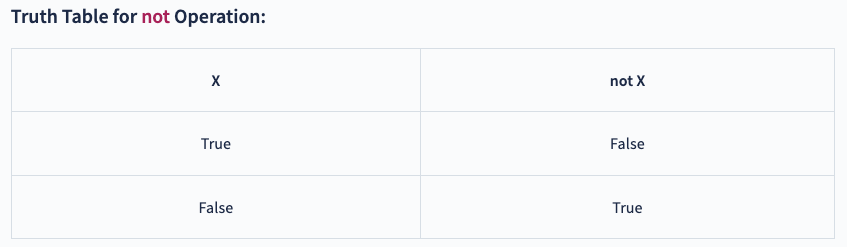 Truth Table for not Operation:
X not X
True False
False True